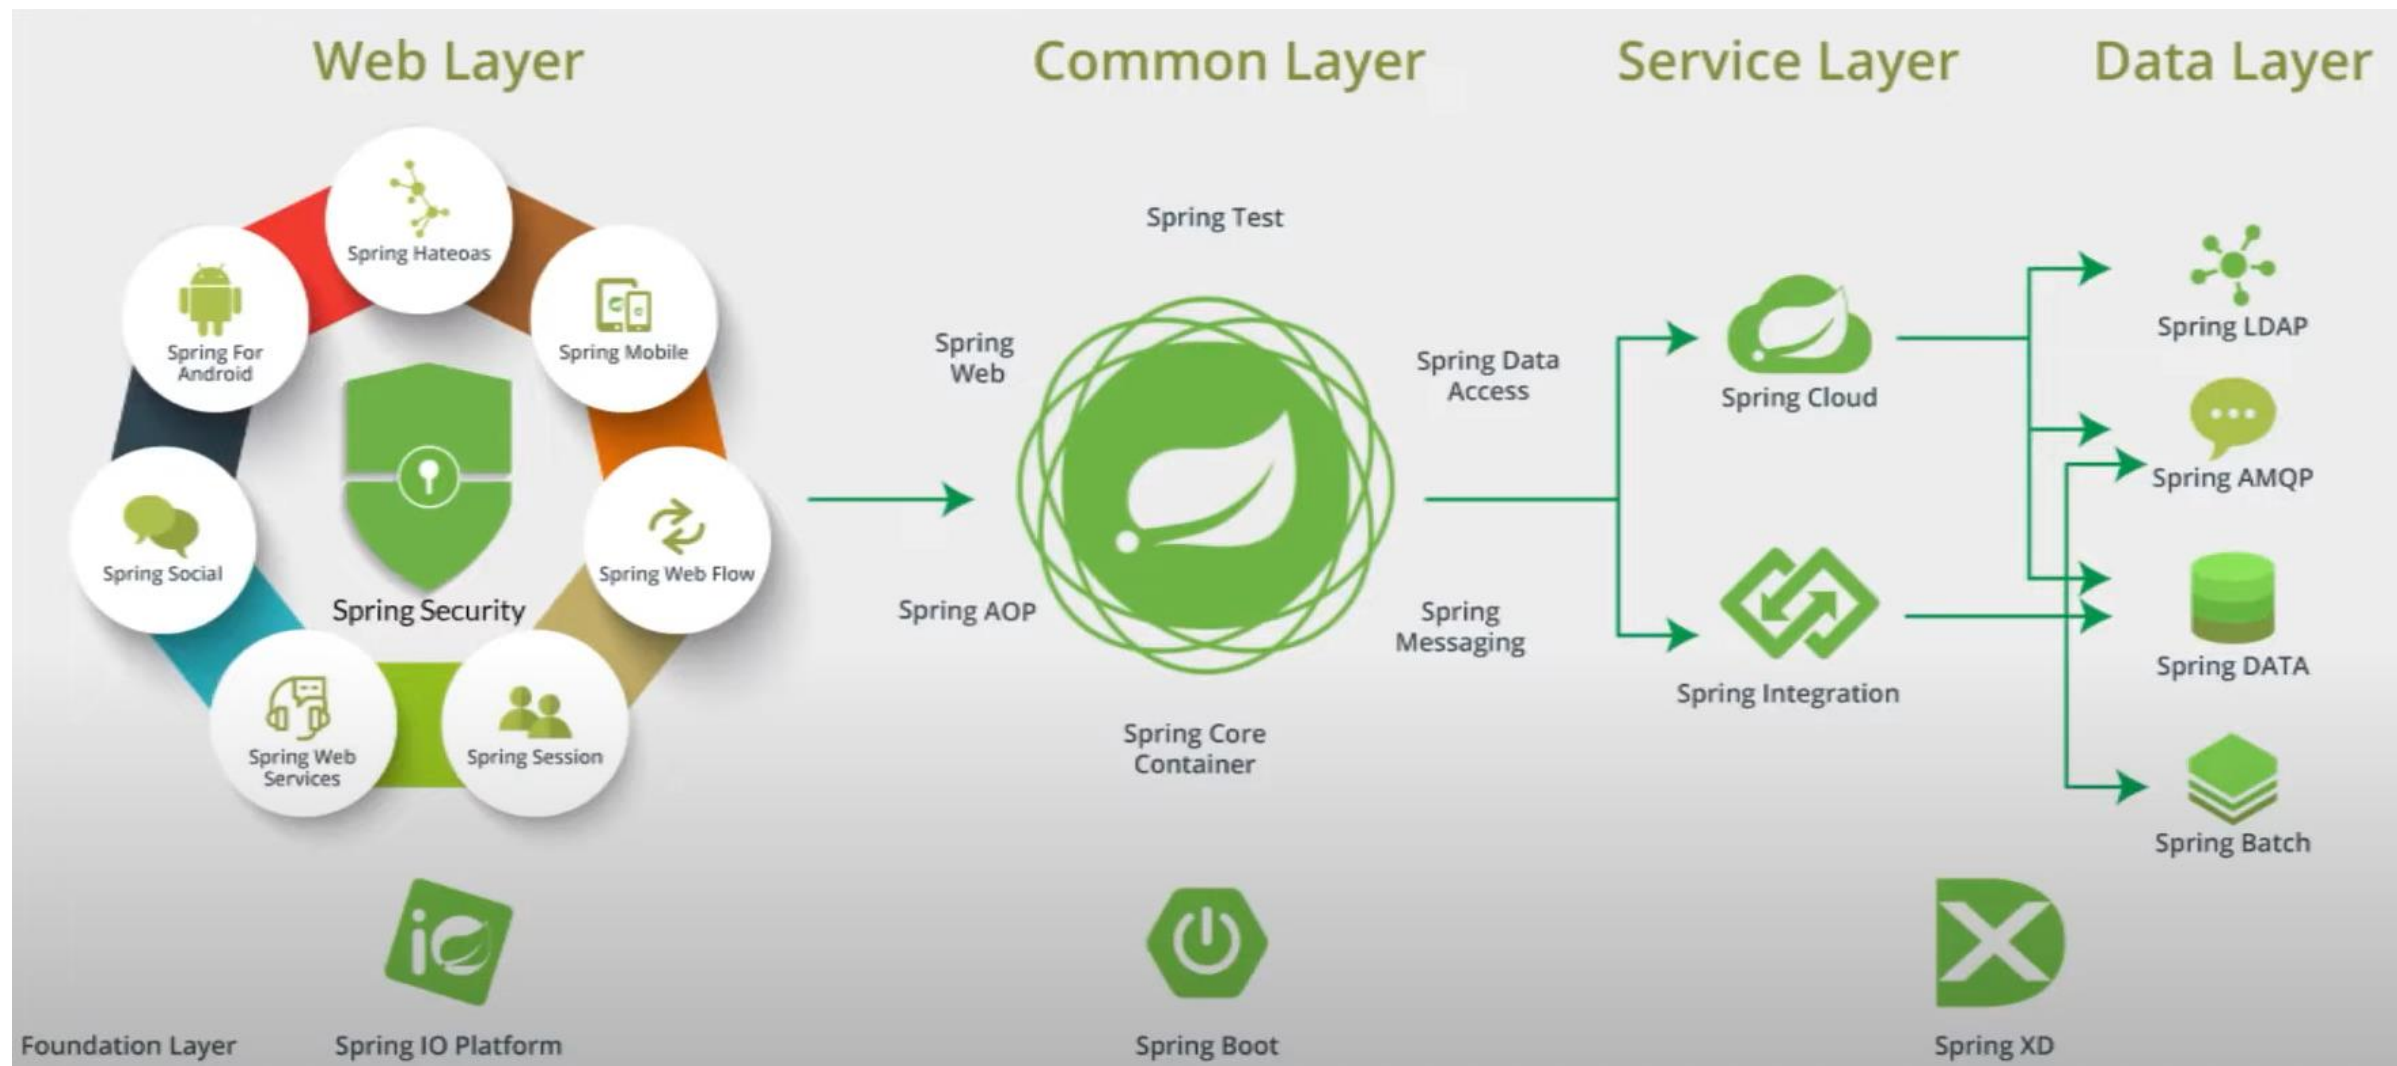 Web Layer
Common Layer
Service Layer
Data Layer
Spring Hateoas
Spring For
Android
Spring Mobile
Spring Social
Spring Web Flow
Spring Security
Spring Web
Services
Spring Session
Spring Test
Spring
Web
Spring Data
Access
Spring AOP
Spring
Messaging
Spring Core
Container
Spring Cloud
Spring Integration
Spring LDAP
Spring AMQP
Spring DATA
Spring Batch
Foundation Layer
Spring IO Platform
Spring Boot
Spring XD